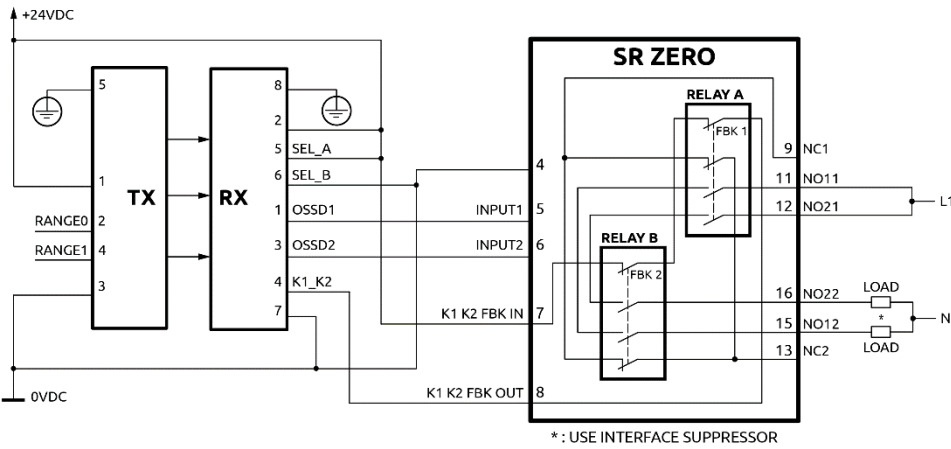 +24VDC
SR ZERO
RELAY A
5
8
FBK 1
2
9 NC1
5 SEL_A
4
1
TX
RX
6 SEL_B
11 NO11
L1
RANGE0
2
1 OSSD1
INPUT1
5
12 NO21
RANGE1
4
3 OSSD2
INPUT2
6
RELAY B
FBK 2
3
4 K1_K2
16 NO22
LOAD
7
K1 K2 FBK IN
7
15 NO12
*
N
LOAD
13 NC2
0VDC
K1 K2 FBK OUT
8
* : USE INTERFACE SUPPRESSOR